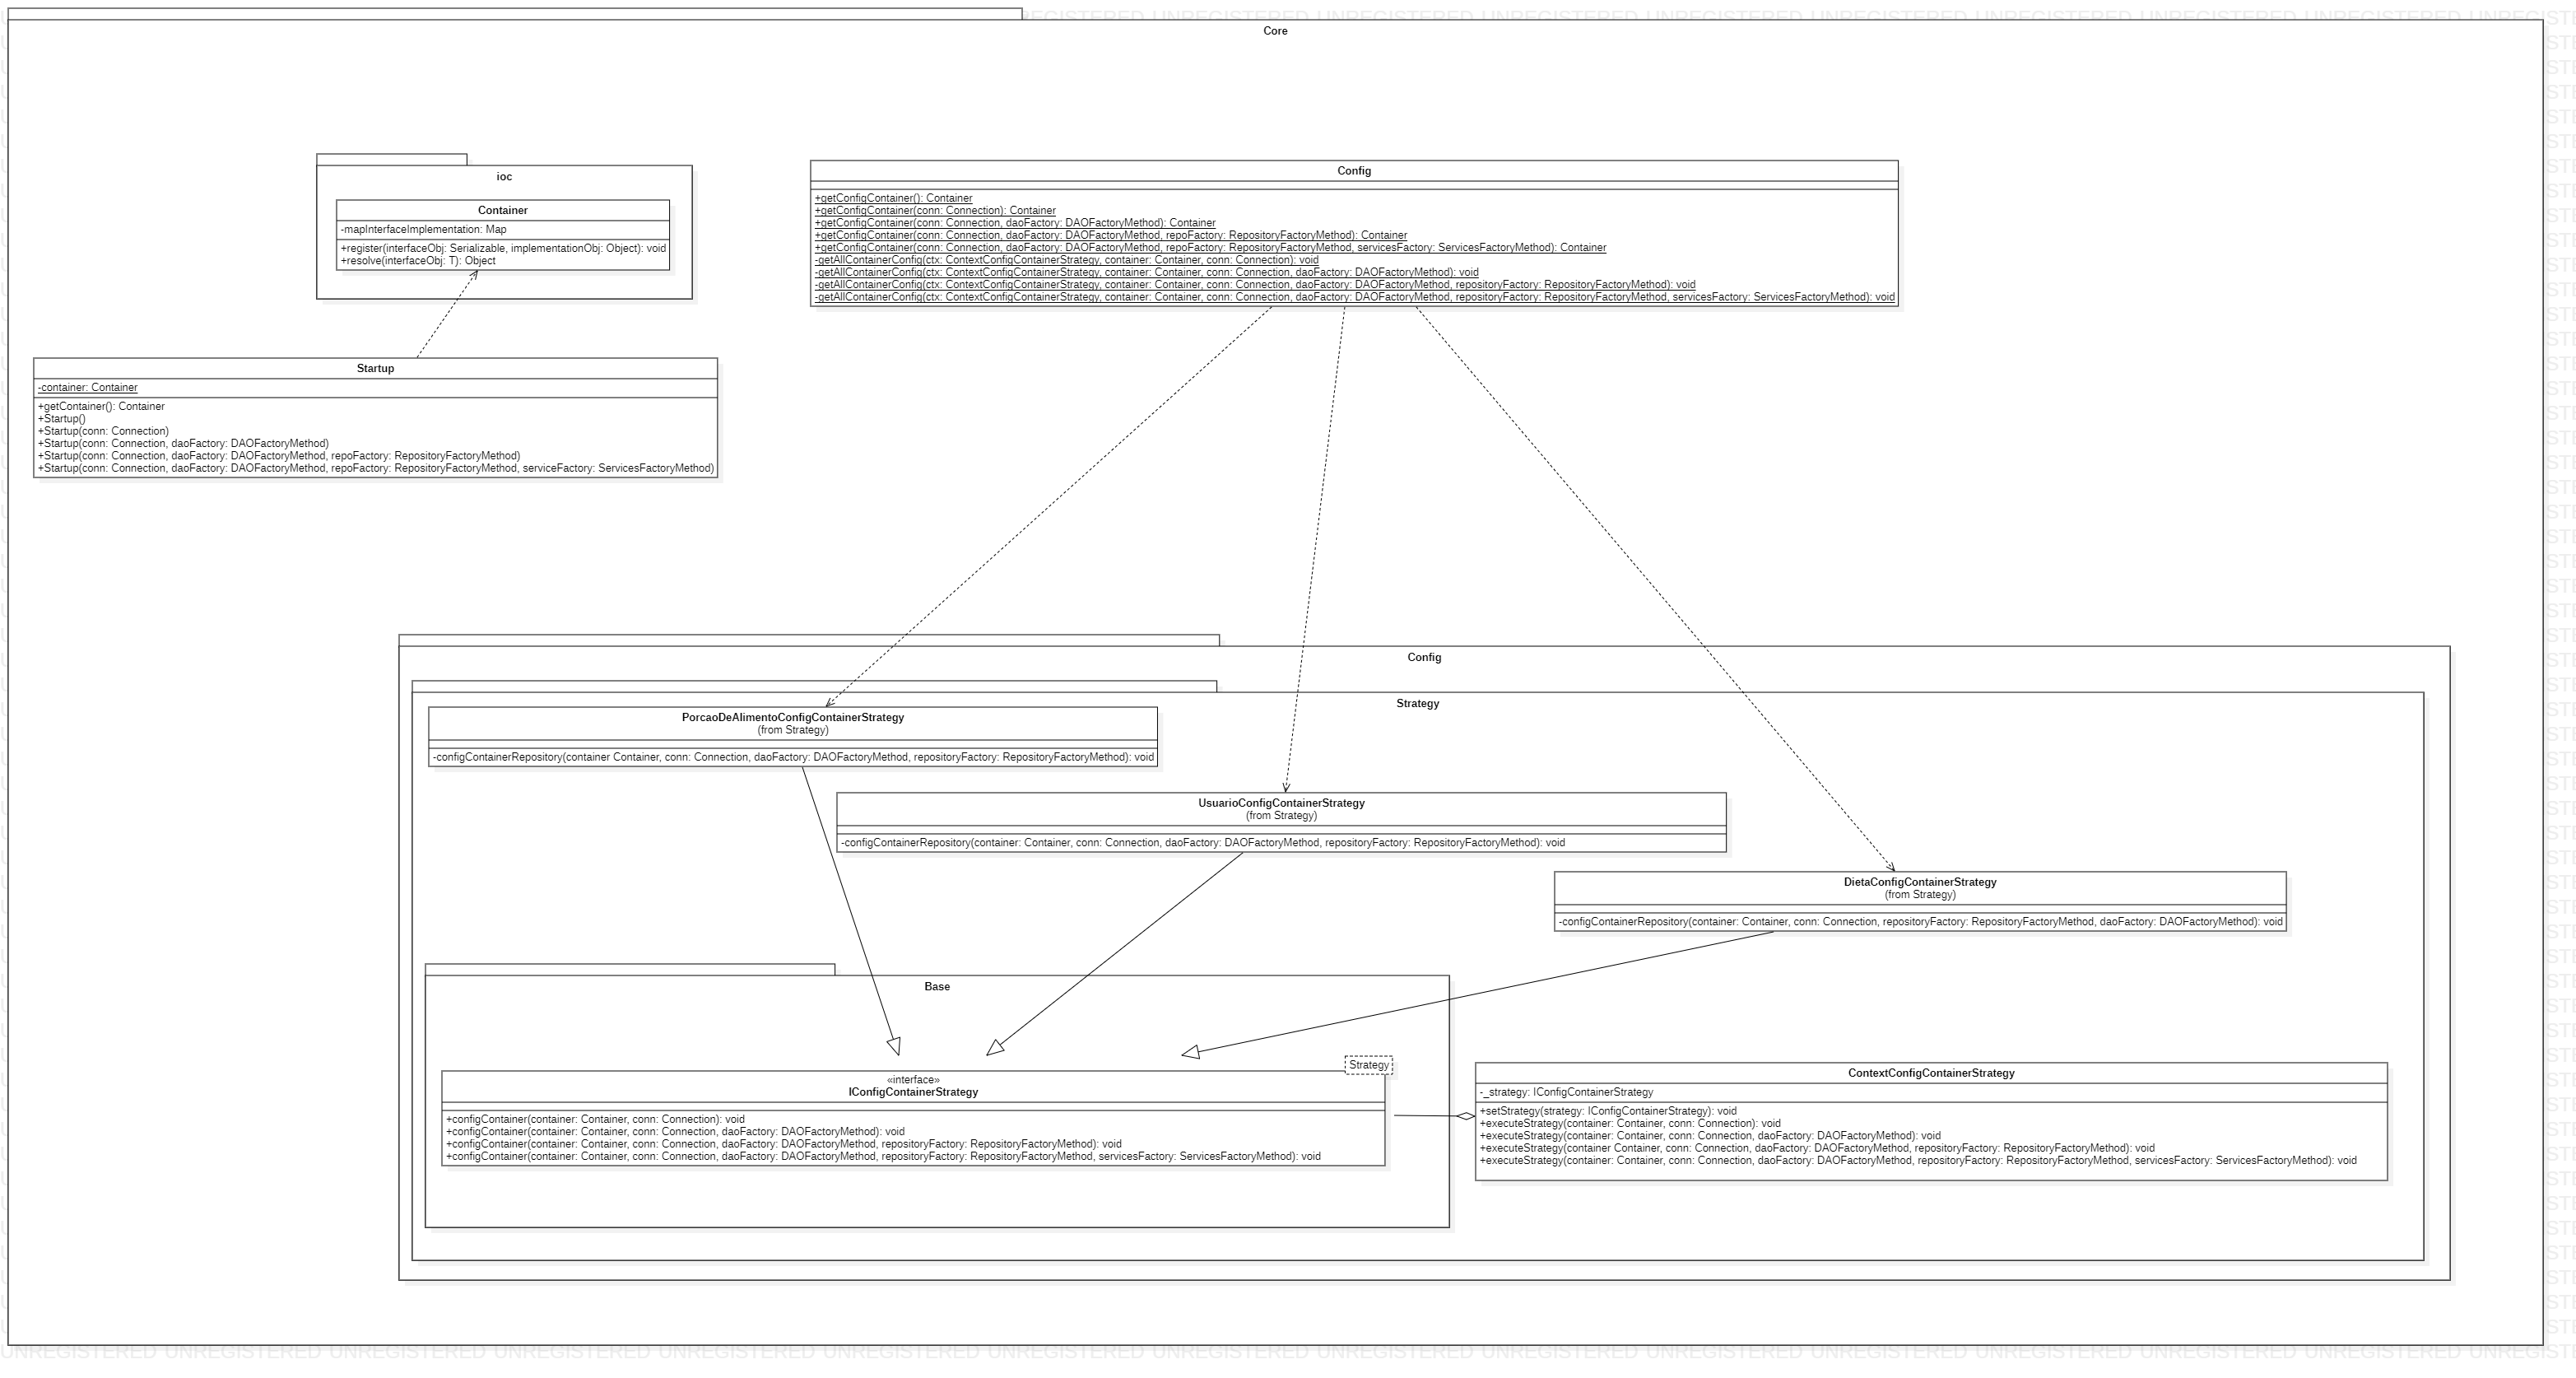 Core
ioc
Container
-mapInterfaceImplementation: Map
+register(interfaceObj: Serializable, implementationObj: Object): void
+resolve(interfaceObj: T): Object
Config
+getConfigContainer(): Container
+getConfigContainer(conn: Connection): Container
+getConfigContainer(conn: Connection, daoFactory: DAOFactoryMethod): Container
+getConfigContainer(conn: Connection, daoFactory: DAOFactoryMethod, repoFactory: RepositoryFactoryMethod): Container
+getConfigContainer(conn: Connection, daoFactory: DAOFactoryMethod, repoFactory: RepositoryFactoryMethod, servicesFactory: ServicesFactoryMethod): Container
-getAllContainerConfig(ctx: ContextConfigContainerStrategy, container: Container, conn: Connection): void
-getAllContainerConfig(ctx: ContextConfigContainerStrategy, container: Container, conn: Connection, daoFactory: DAOFactoryMethod): void
-getAllContainerConfig(ctx: ContextConfigContainerStrategy, container: Container, conn: Connection, daoFactory: DAOFactoryMethod, repositoryFactory: RepositoryFactoryMethod): void
-getAllContainerConfig(ctx: ContextConfigContainerStrategy, container: Container, conn: Connection, daoFactory: DAOFactoryMethod, repositoryFactory: RepositoryFactoryMethod, servicesFactory: ServicesFactoryMethod): void
Startup
-container: Container
+getContainer(): Container
+Startup()
+Startup(conn: Connection)
+Startup(conn: Connection, daoFactory: DAOFactoryMethod)
+Startup(conn: Connection, daoFactory: DAOFactoryMethod, repoFactory: RepositoryFactoryMethod)
+Startup(conn: Connection, daoFactory: DAOFactoryMethod, repoFactory: RepositoryFactoryMethod, serviceFactory: ServicesFactoryMethod)
Config
Strategy
PorcaoDeAlimentoConfigContainerStrategy
(from Strategy)
-configContainerRepository(container Container, conn: Connection, daoFactory: DAOFactoryMethod, repositoryFactory: RepositoryFactoryMethod): void
UsuarioConfigContainerStrategy
(from Strategy)
-configContainerRepository(container: Container, conn: Connection, daoFactory: DAOFactoryMethod, repositoryFactory: RepositoryFactoryMethod): void
DietaConfigContainerStrategy
(from Strategy)
-configContainerRepository(container: Container, conn: Connection, repositoryFactory: RepositoryFactoryMethod, daoFactory: DAOFactoryMethod): void
Base
Strategy
«interface»
IConfigContainerStrategy
+configContainer(container: Container, conn: Connection): void
+configContainer(container: Container, conn: Connection, daoFactory: DAOFactoryMethod): void
+configContainer(container: Container, conn: Connection, daoFactory: DAOFactoryMethod, repositoryFactory: RepositoryFactoryMethod): void
+configContainer(container: Container, conn: Connection, daoFactory: DAOFactoryMethod, repositoryFactory: RepositoryFactoryMethod, servicesFactory: ServicesFactoryMethod): void
ContextConfigContainerStrategy
-_strategy: IConfigContainerStrategy
+setStrategy(strategy: IConfigContainerStrategy): void
+executeStrategy(container: Container, conn: Connection): void
+executeStrategy(container: Container, conn: Connection, daoFactory: DAOFactoryMethod): void
+executeStrategy(container Container, conn: Connection, daoFactory: DAOFactoryMethod, repositoryFactory: RepositoryFactoryMethod): void
+executeStrategy(container: Container, conn: Connection, daoFactory: DAOFactoryMethod, repositoryFactory: RepositoryFactoryMethod, servicesFactory: ServicesFactoryMethod): void
UNREGISTERED UNREGISTERED UNREGISTERED UNREGISTERED UNREGISTERED UNREGISTERED UNREGISTERED UNREGISTERED UNREGISTERED UNREGISTERED UNREGISTERED UNREGISTERED UNREGISTERED UNREGISTERED UNREGISTERED